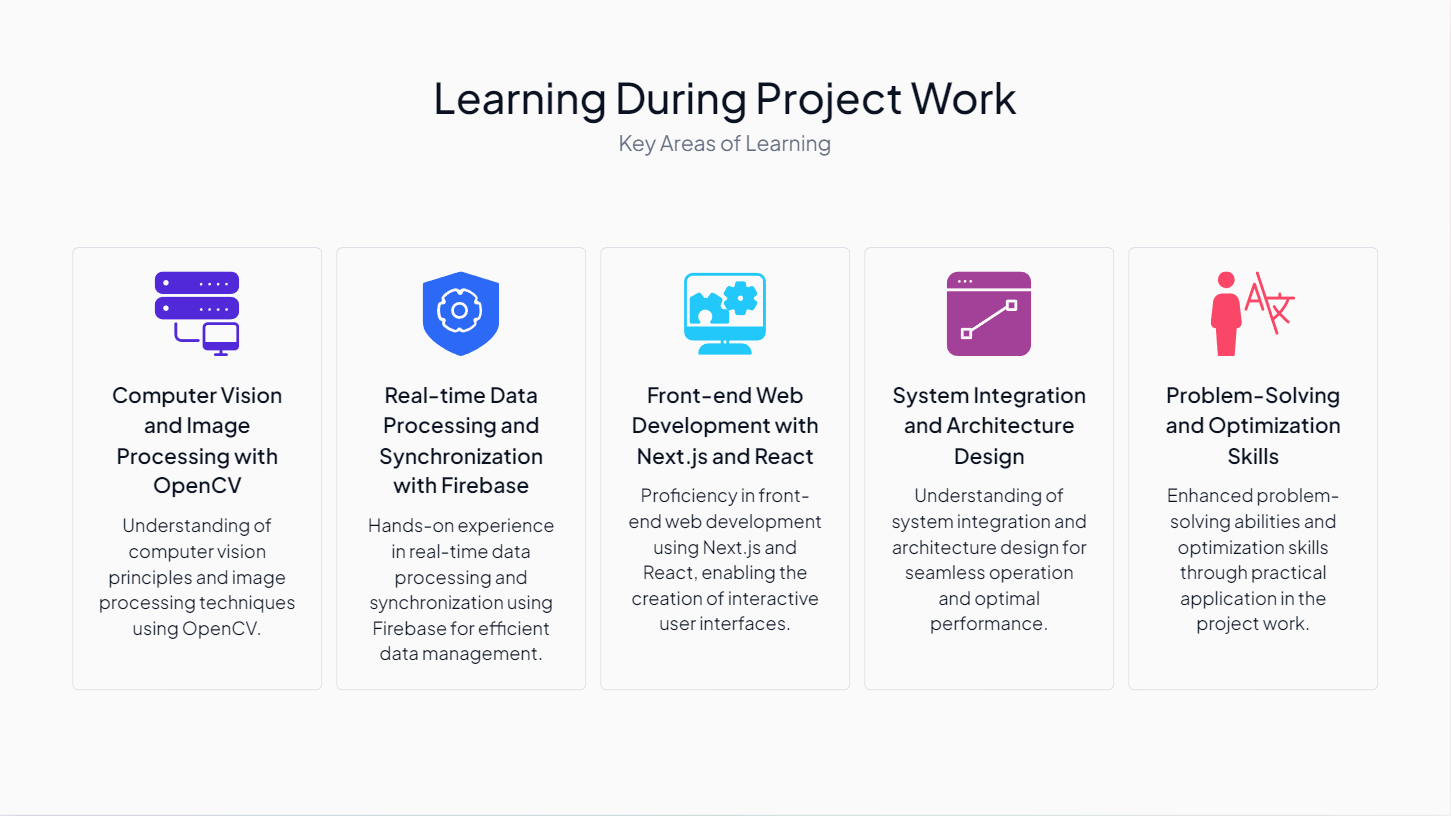 Learning During Project Work
Key Areas of Learning
Computer Vision
and Image
Processing with
OpenCV
Understanding of
computer vision
principles and image
processing techniques
using OpenCV.
Real-time Data
Processing and
Synchronization
with Firebase
Hands-on experience
in real-time data
processing and
synchronization using
Firebase for efficient
data management.
Front-end Web
Development with
Next.js and React
Proficiency in front-
end web development
using Next.js and
React, enabling the
creation of interactive
user interfaces.
System Integration
and Architecture
Design
Understanding of
system integration and
architecture design for
seamless operation
and optimal
performance.
A文
Problem-Solving
and Optimization
Skills
Enhanced problem-
solving abilities and
optimization skills
through practical
application in the
project work.